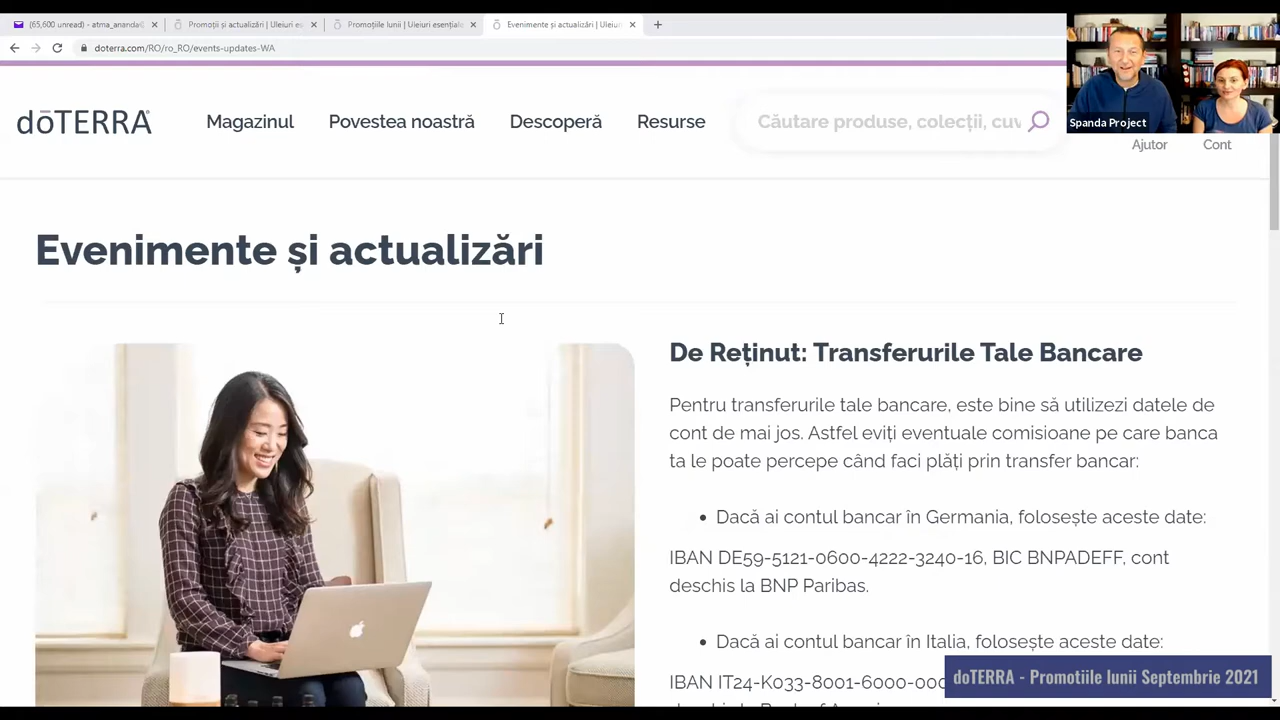 (65,600 unread) - atma_ananda
Promoții și actualizări | Uleiuri es
Promoțiile lunii | Uleiuri esențiale
Evenimente și actualizări | Uleiuri
doterra.com/RO/ro_RO/events-updates-WA
dōTERRA
Magazinul
Povestea noastră
Descoperă
Resurse
Căutare produse, colecții, cuv
Spanda Project
Ajutor
Cont
Evenimente și actualizări
De Reținut: Transferurile Tale Bancare
Pentru transferurile tale bancare, este bine să utilizezi datele de
cont de mai jos. Astfel eviți eventuale comisioane pe care banca
ta le poate percepe când faci plăți prin transfer bancar:
• Dacă ai contul bancar în Germania, folosește aceste date:
IBAN DE59-5121-0600-4222-3240-16, BIC BNPADEFF, cont
deschis la BNP Paribas.
• Dacă ai contul bancar în Italia, folosește aceste date:
IBAN IT24-K033-8001-6000-000
doTERRA - Promotiile lunii Septembrie 2021